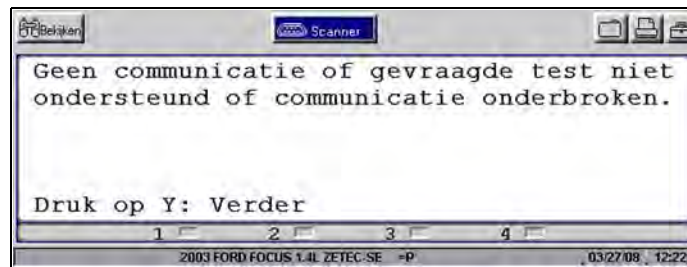 Bekijken
Scanner
Geen communicatie of gevraagde test niet
ondersteund of communicatie onderbroken.
Druk op Y: Verder
1 2 3 4
2003 FORD FOCUS 1.4L ZETEC-SE =P 03/27/08 12:22